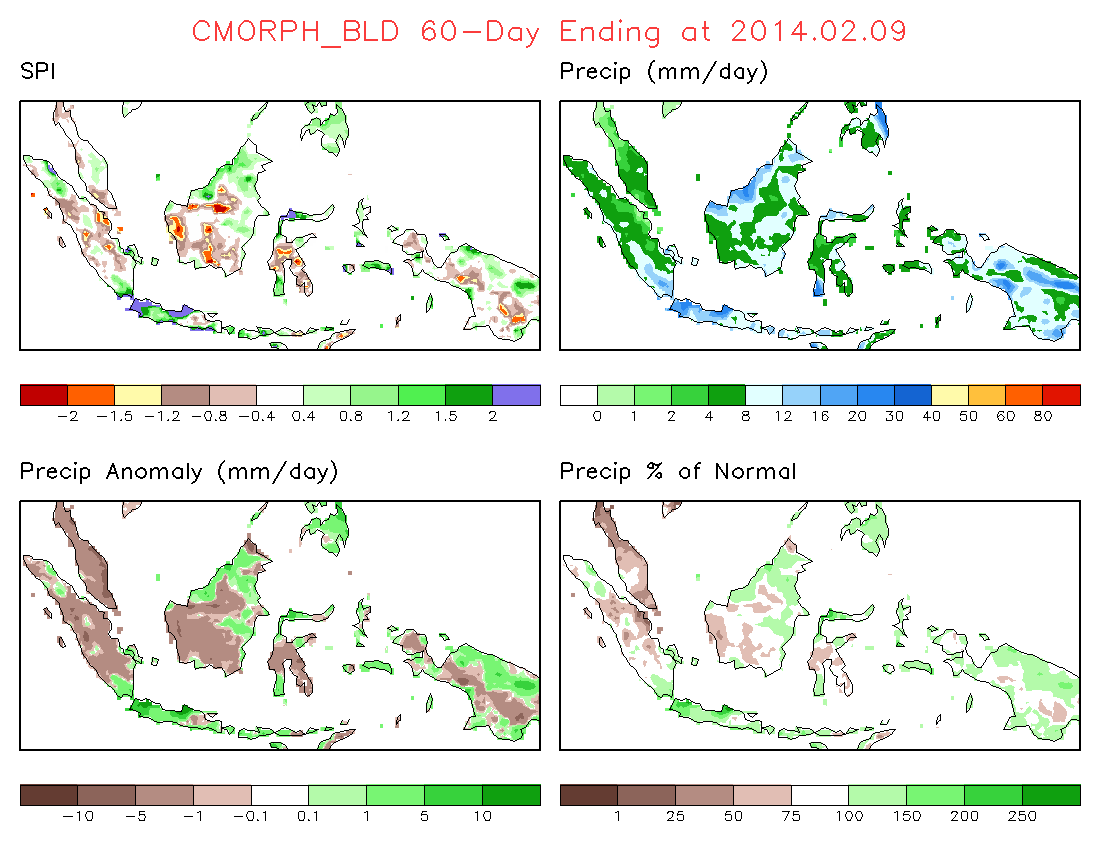 CMORPH_BLD 60-Day Ending at 2014.02.09
SPI
Precip (mm/day)
-2 -1.5 -1.2 -0.8 -0.4 0.4 0.8 1.2 1.5 2
0 1 2 4 8 12 16 20 30 40 50 60 80
Precip Anomaly (mm/day)
Precip % of Normal
-10 -5 -1 -0.1 0.1 1 5 10
1 25 50 75 100 150 200 250